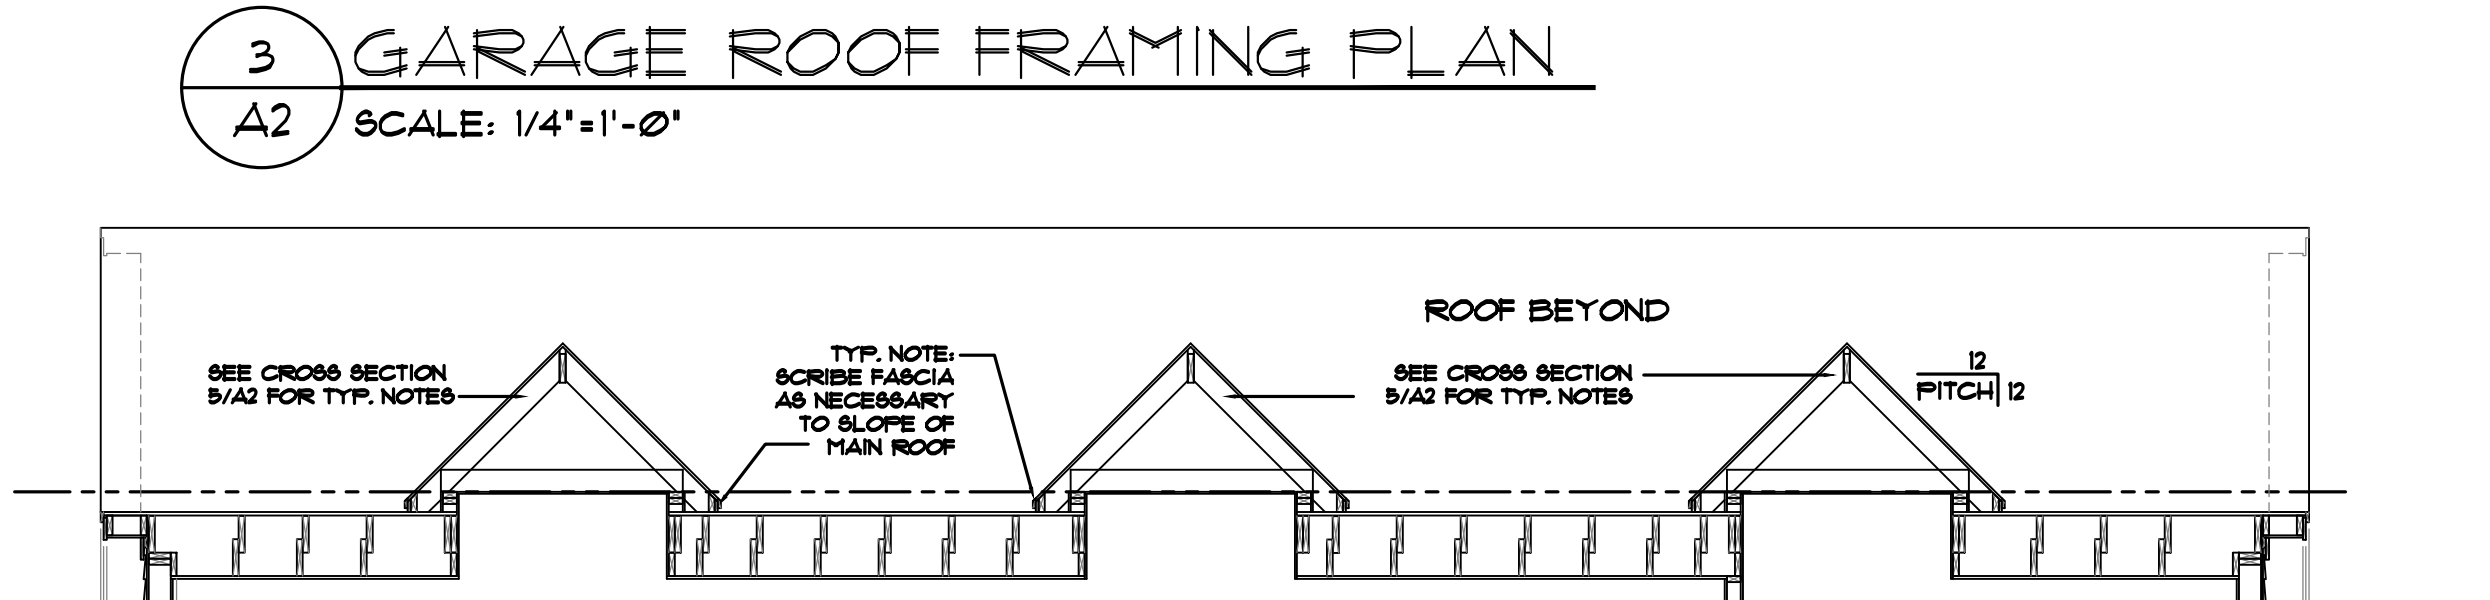 3
A2
GARAGE ROOF FRAMING PLAN
SCALE: 1/4"=1'-0"
ROOF BEYOND
SEE CROSS SECTION
5/A2 FOR TYP. NOTES
TYP. NOTE:
SCRIBE FASCIA
AS NECESSARY
TO SLOPE OF
MAIN ROOF
SEE CROSS SECTION
5/A2 FOR TYP. NOTES
12
PITCH 12